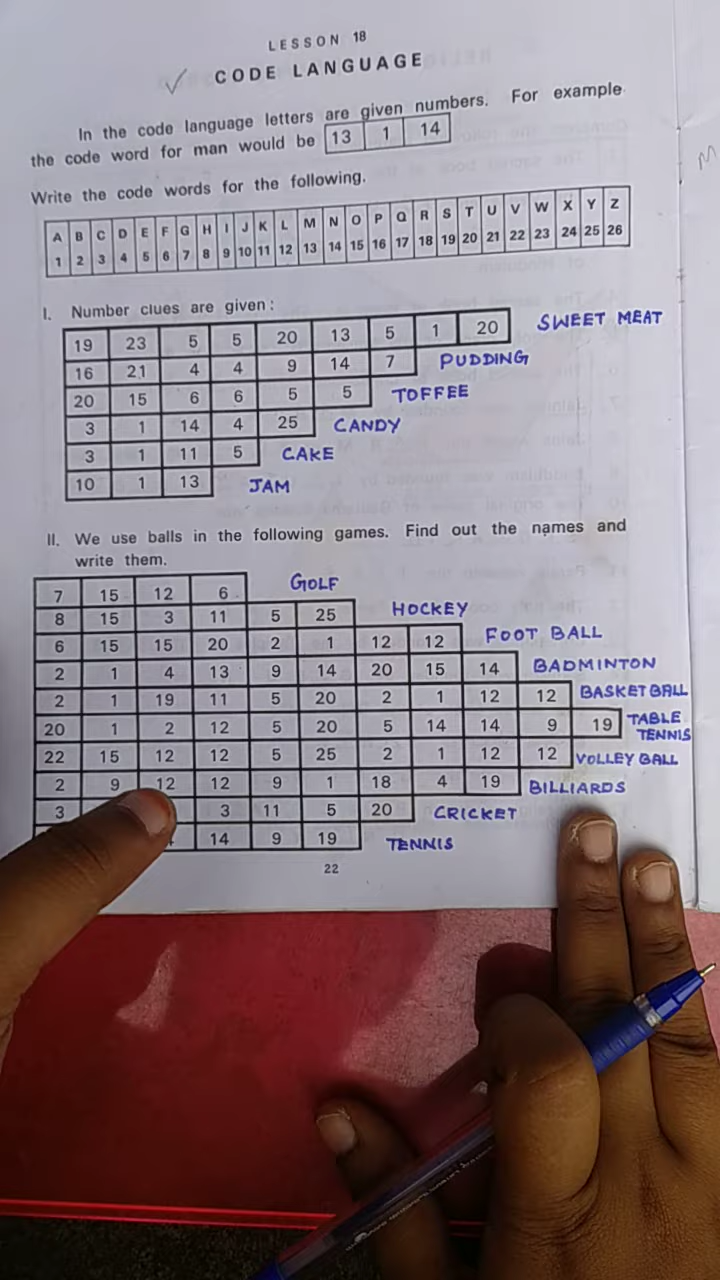 LESSON 18
CODE LANGUAGE
In the code language letters are given numbers. For example
the code word for man would be 13 1 14
Write the code words for the following.
A B C D E F G H I J K L M N O P Q R S T U V W X Y Z
1 2 3 4 5 6 7 8 9 10 11 12 13 14 15 16 17 18 19 20 21 22 23 24 25 26
I. Number clues are given :
19 23 5 5 20 13 5 1 20 SWEET MEAT
16 21 4 4 9 14 7 PUDDING
20 15 6 6 5 5 TOFFEE
3 1 14 4 25 CANDY
3 1 11 5 CAKE
10 1 13 JAM
II. We use balls in the following games. Find out the names and
write them.
7 15 12 6 GOLF
8 15 3 11 5 25 HOCKEY
6 15 15 20 2 1 12 12 FOOT BALL
2 1 4 13 9 14 20 15 14 BADMINTON
2 1 19 11 5 20 2 1 12 12 BASKET BALL
20 1 2 12 5 20 5 14 14 9 19 TABLE
TENNIS
22 15 12 12 5 25 2 1 12 12 VOLLEY BALL
2 9 12 12 9 1 18 4 19 BILLIARDS
3 3 11 5 20 CRICKET
14 9 19 TENNIS
22